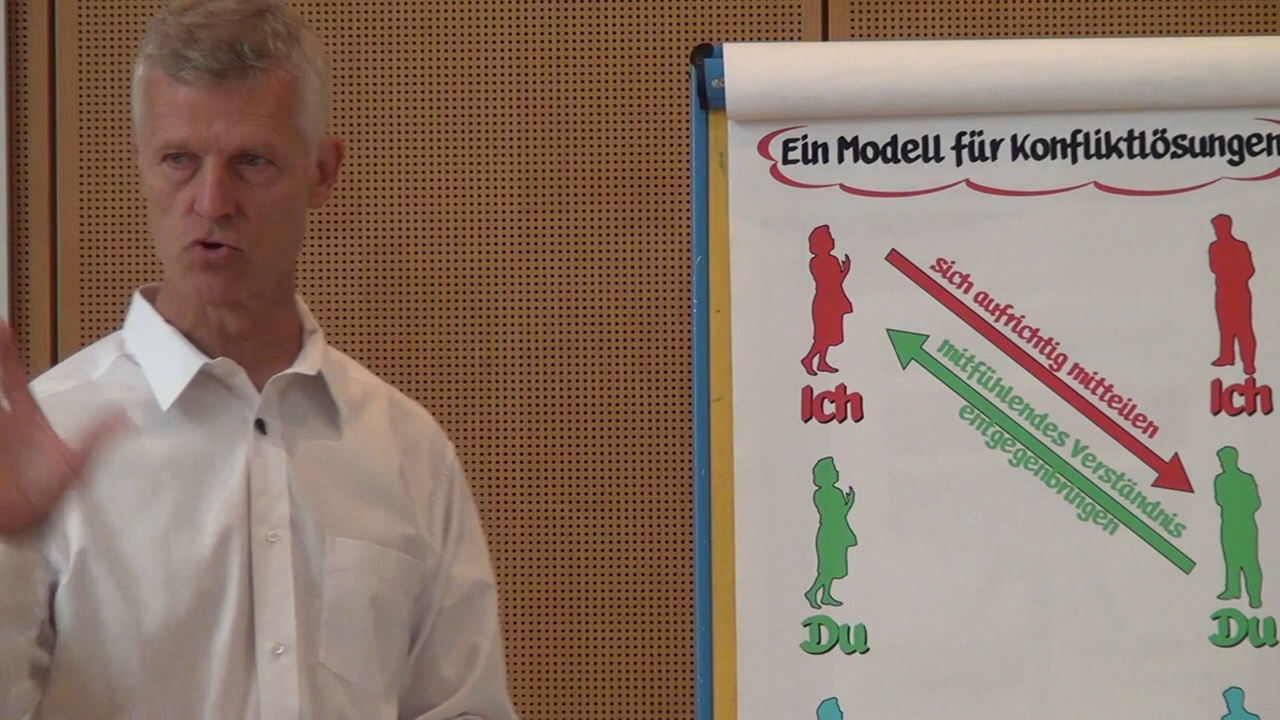 Ein Modell für Konfliktlösungen
sich aufrichtig mitteilen
mitfühlendes Verständnis
entgegenbringen
Ich
Ich
Du
Du